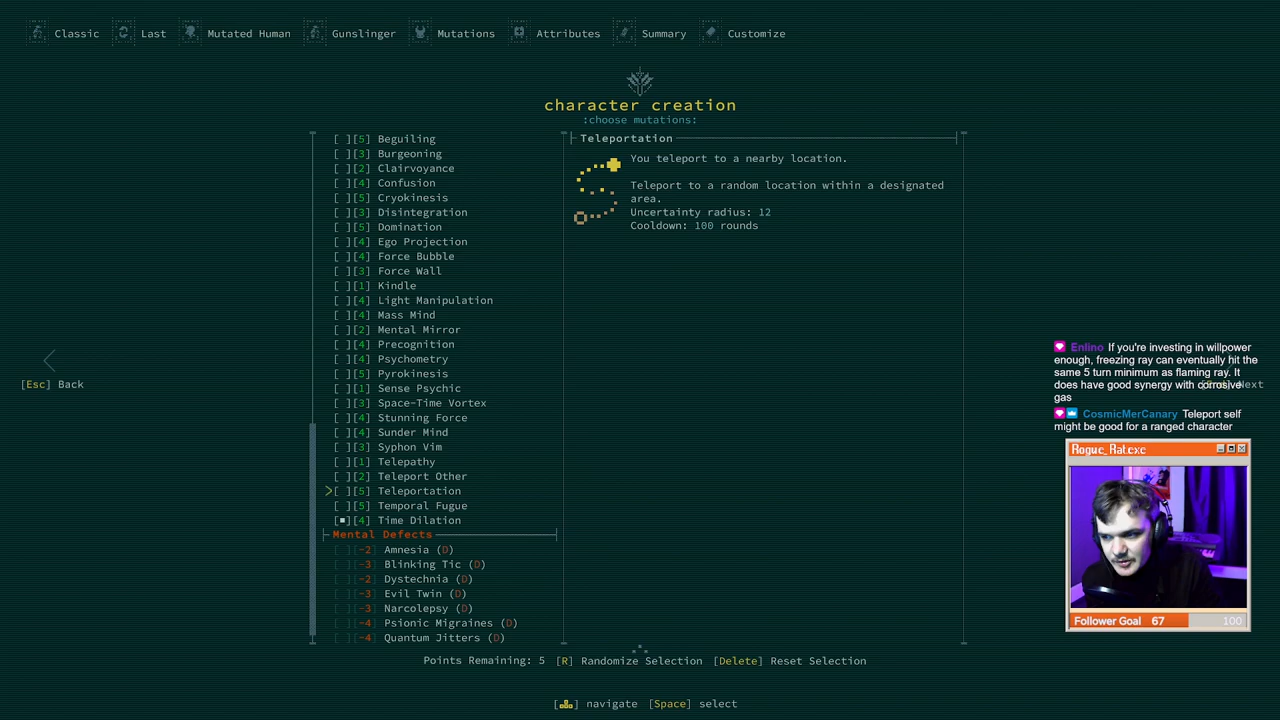 Classic Last Mutated Human Gunslinger Mutations Attributes Summary Customize
character creation
:choose mutations:
[ ][5] Beguiling
[ ][3] Burgeoning
[ ][2] Clairvoyance
[ ][4] Confusion
[ ][5] Cryokinesis
[ ][3] Disintegration
[ ][5] Domination
[ ][4] Ego Projection
[ ][4] Force Bubble
[ ][3] Force Wall
[ ][1] Kindle
[ ][4] Light Manipulation
[ ][4] Mass Mind
[ ][2] Mental Mirror
[ ][4] Precognition
[ ][4] Psychometry
[ ][5] Pyrokinesis
[ ][1] Sense Psychic
[ ][3] Space-Time Vortex
[ ][4] Stunning Force
[ ][4] Sunder Mind
[ ][3] Syphon Vim
[ ][1] Telepathy
[ ][2] Teleport Other
>[ ][5] Teleportation
[ ][5] Temporal Fugue
[■][4] Time Dilation
Mental Defects
[ ][-2] Amnesia (D)
[ ][-3] Blinking Tic (D)
[ ][-2] Dystechnia (D)
[ ][-3] Evil Twin (D)
[ ][-3] Narcolepsy (D)
[ ][-4] Psionic Migraines (D)
[ ][-4] Quantum Jitters (D)
Teleportation
You teleport to a nearby location.
Teleport to a random location within a designated
area.
Uncertainty radius: 12
Cooldown: 100 rounds
[Esc] Back
Enlino If you're investing in willpower
enough, freezing ray can eventually hit the
same 5 turn minimum as flaming ray. It
does have good synergy with corrosive
gas
Next
CosmicMerCanary Teleport self
might be good for a ranged character
Rogue_Rat.exe
Follower Goal 67 100
Points Remaining: 5 [R] Randomize Selection [Delete] Reset Selection
navigate [Space] select